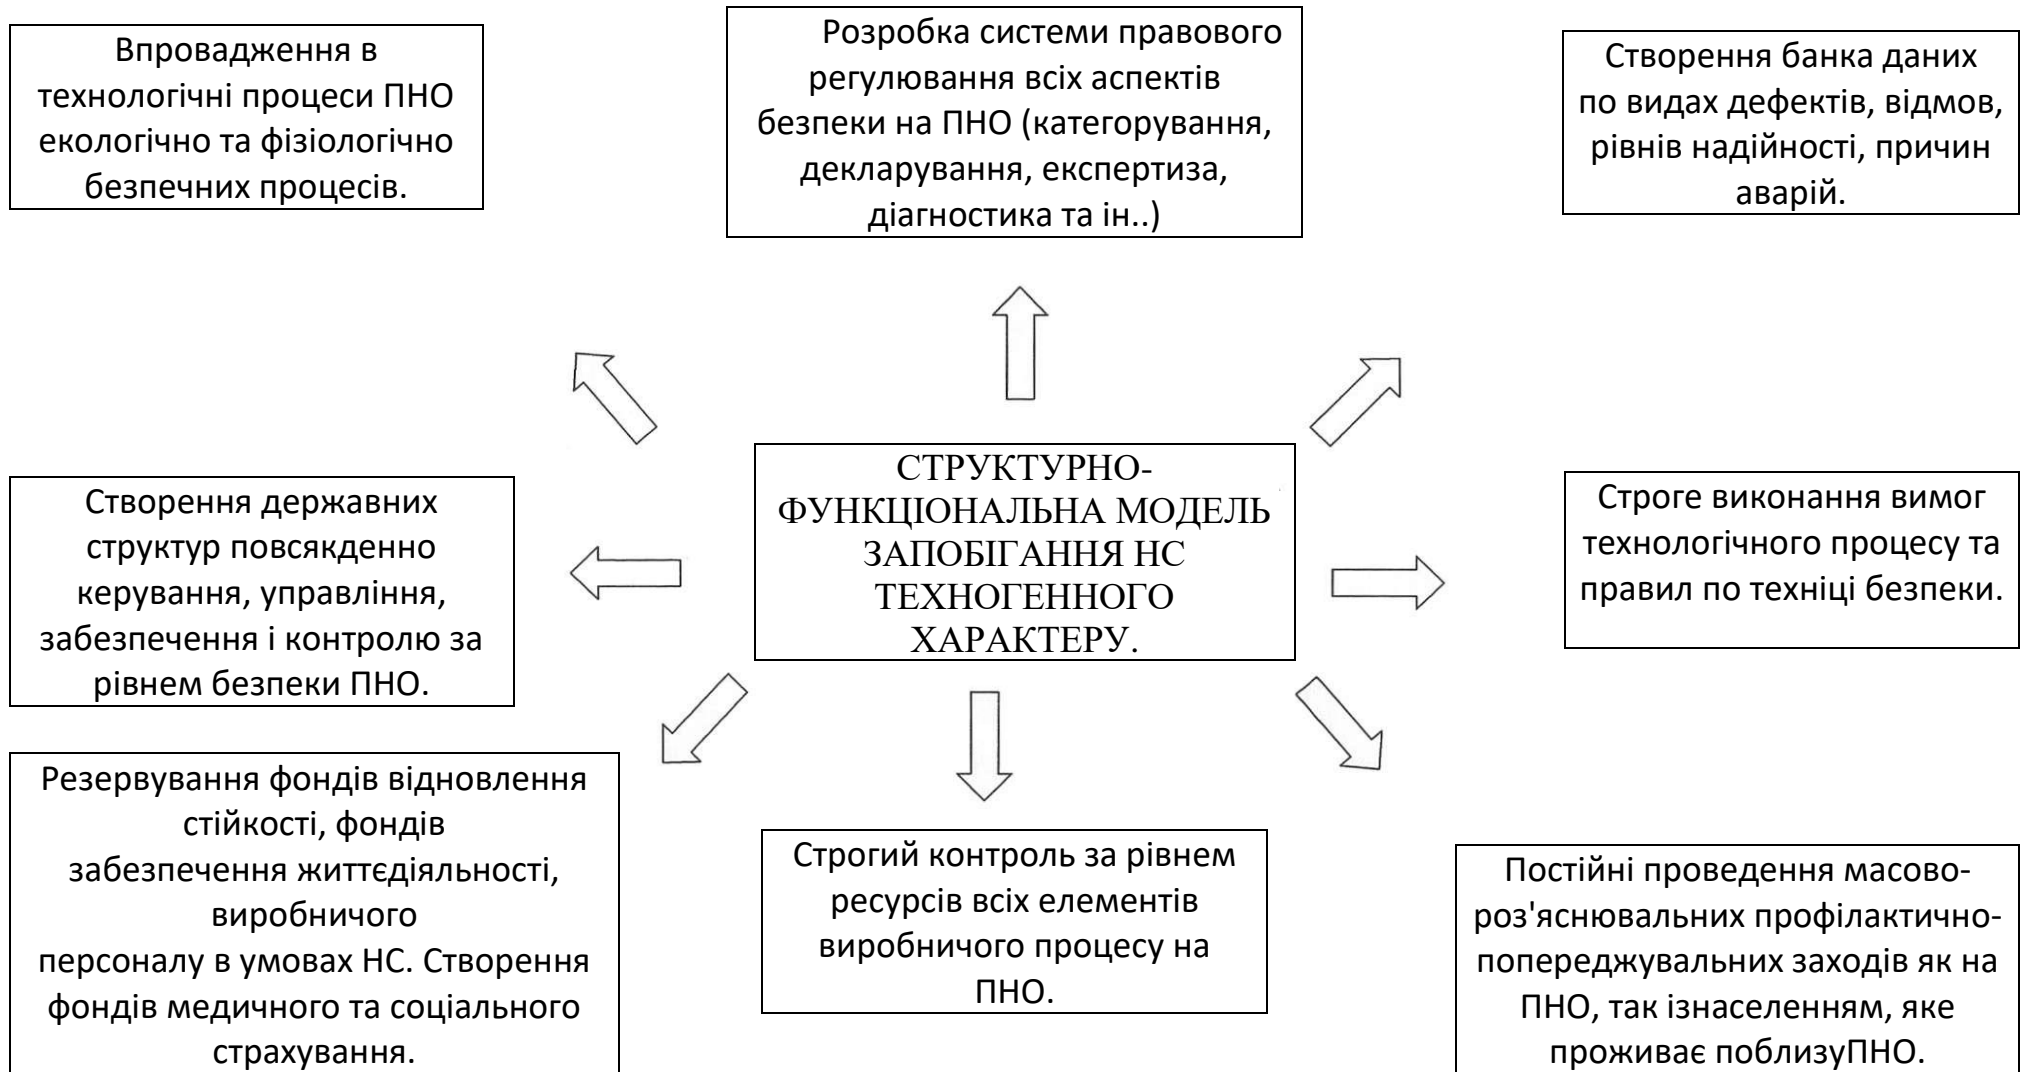 Впровадження в
технологічні процеси ПНО
екологічно та фізіологічно
безпечних процесів.
Розробка системи правового
регулювання всіх аспектів
безпеки на ПНО (категорування,
декларування, експертиза,
діагностика та ін..)
Створення банка даних
по видах дефектів, відмов,
рівнів надійності, причин
аварій.
Створення державних
структур повсякденно
керування, управління,
забезпечення і контролю за
рівнем безпеки ПНО.
СТРУКТУРНО-
ФУНКЦІОНАЛЬНА МОДЕЛЬ
ЗАПОБІГАННЯ НС
ТЕХНОГЕННОГО
ХАРАКТЕРУ.
Строге виконання вимог
технологічного процесу та
правил по техніці безпеки.
Резервування фондів відновлення
стійкості, фондів
забезпечення життєдіяльності,
виробничого
персоналу в умовах НС. Створення
фондів медичного та соціального
страхування.
Строгий контроль за рівнем
ресурсів всіх елементів
виробничого процесу на
ПНО.
Постійні проведення масово-
роз'яснювальних профілактично-
попереджувальних заходів як на
ПНО, так ізнаселенням, яке
проживає поблизуПНО.